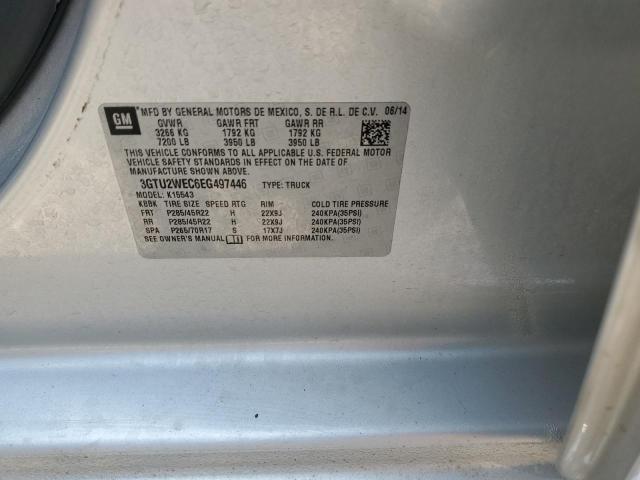 GM
MFD BY GENERAL MOTORS DE MEXICO, S. DE R.L. DE C.V. 06/14
GVWR GAWR FRT GAWR RR
3266 KG 1792 KG 1792 KG
7200 LB 3950 LB 3950 LB
THIS VEHICLE CONFORMS TO ALL APPLICABLE U.S. FEDERAL MOTOR
VEHICLE SAFETY STANDARDS IN EFFECT ON THE DATE OF
MANUFACTURE SHOWN ABOVE.
3GTU2WEC6EG497446 TYPE: TRUCK
MODEL: K15543
KBBK TIRE SIZE SPEED RTG RIM COLD TIRE PRESSURE
FRT P285/45R22 H 22X9J 240KPA(35PSI)
RR P285/45R22 H 22X9J 240KPA(35PSI)
SPA P265/70R17 S 17X7J 240KPA(35PSI)
SEE OWNER'S MANUAL FOR MORE INFORMATION.